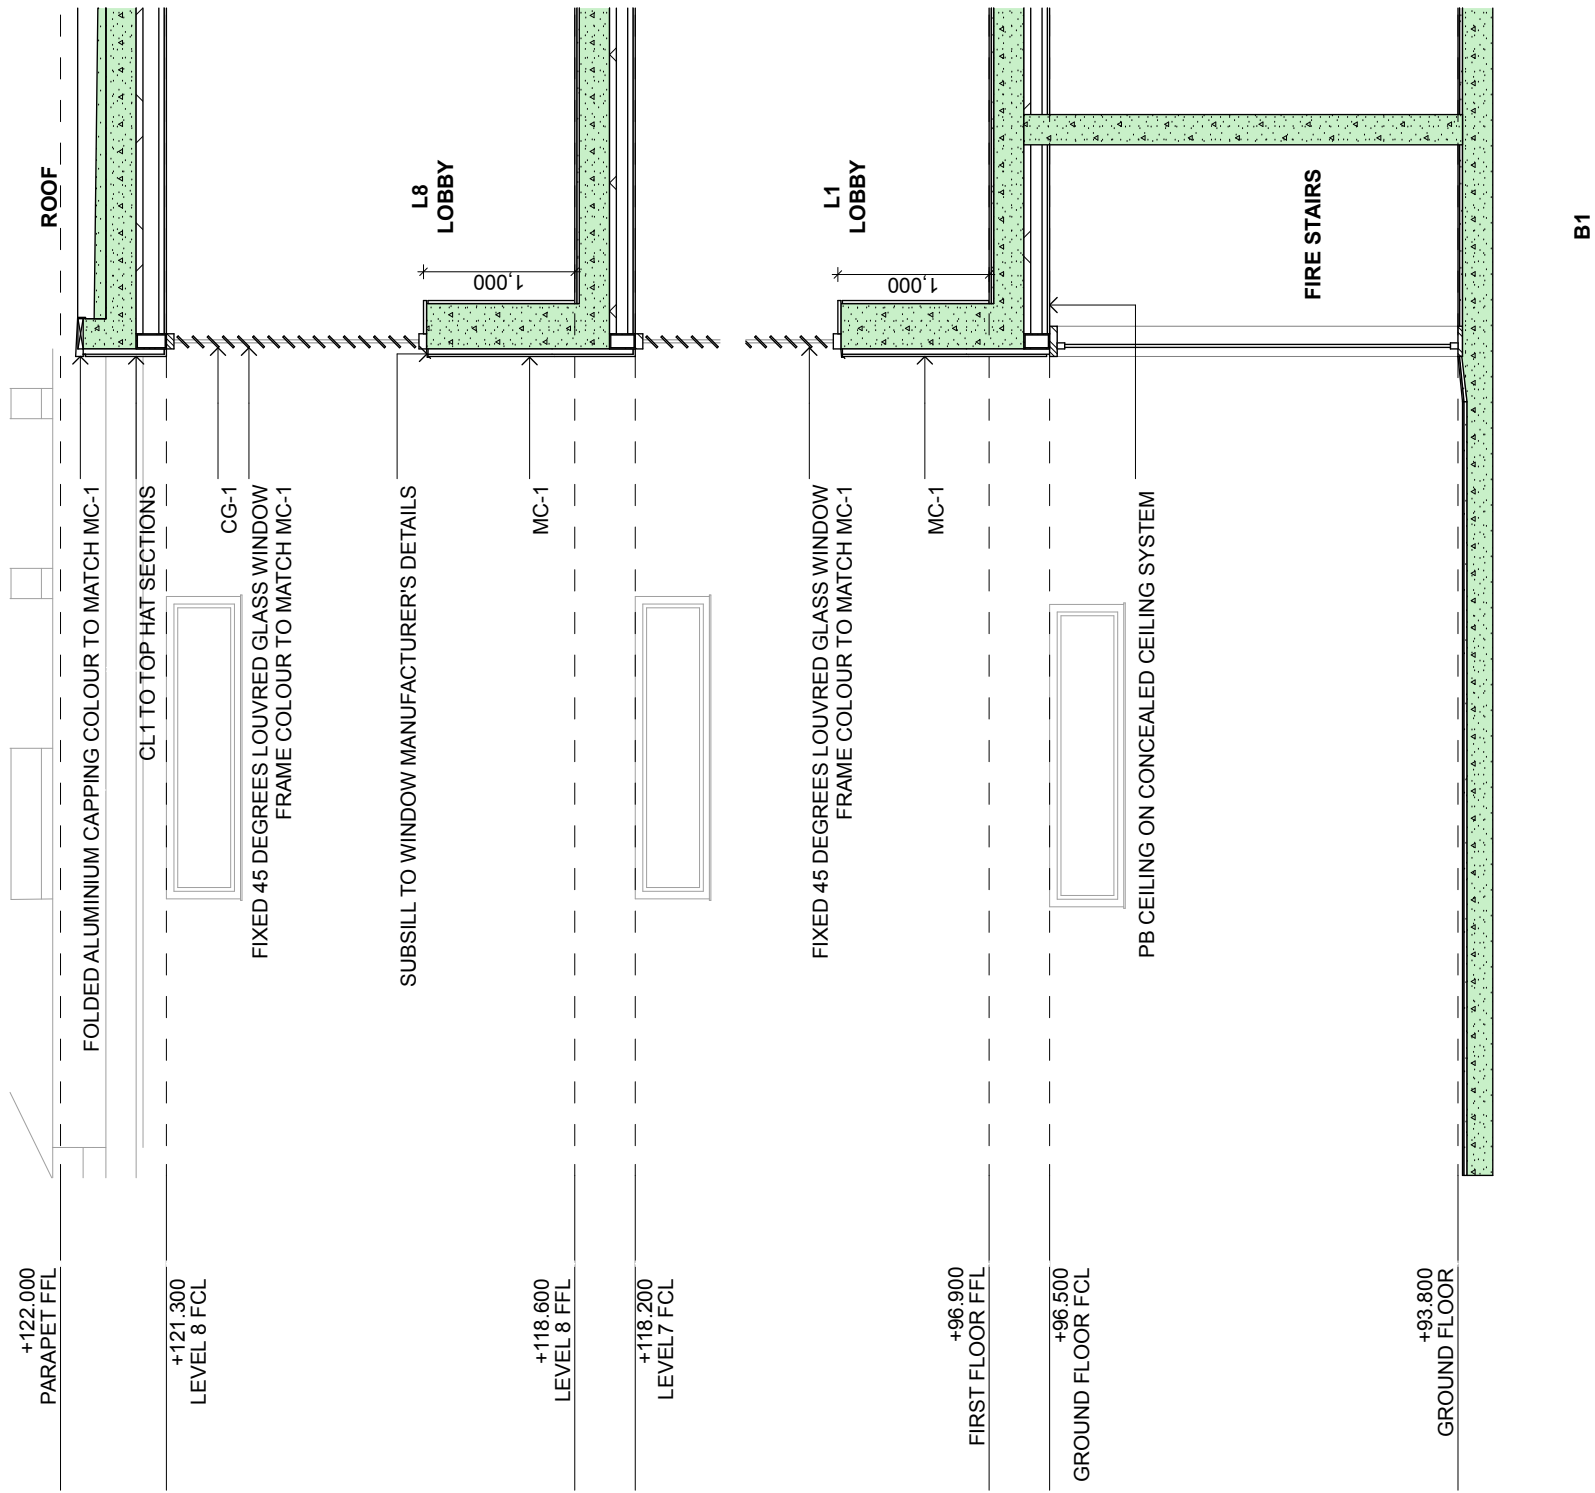 ROOF
L8
LOBBY
L1
LOBBY
FIRE STAIRS
B1
1,000
1,000
FOLDED ALUMINIUM CAPPING COLOUR TO MATCH MC-1
CL1 TO TOP HAT SECTIONS
CG-1
FIXED 45 DEGREES LOUVRED GLASS WINDOW
FRAME COLOUR TO MATCH MC-1
SUBSILL TO WINDOW MANUFACTURER'S DETAILS
MC-1
FIXED 45 DEGREES LOUVRED GLASS WINDOW
FRAME COLOUR TO MATCH MC-1
MC-1
PB CEILING ON CONCEALED CEILING SYSTEM
+122.000
PARAPET FFL
+121.300
LEVEL 8 FCL
+118.600
LEVEL 8 FFL
+118.200
LEVEL7 FCL
+96.900
FIRST FLOOR FFL
+96.500
GROUND FLOOR FCL
+93.800
GROUND FLOOR